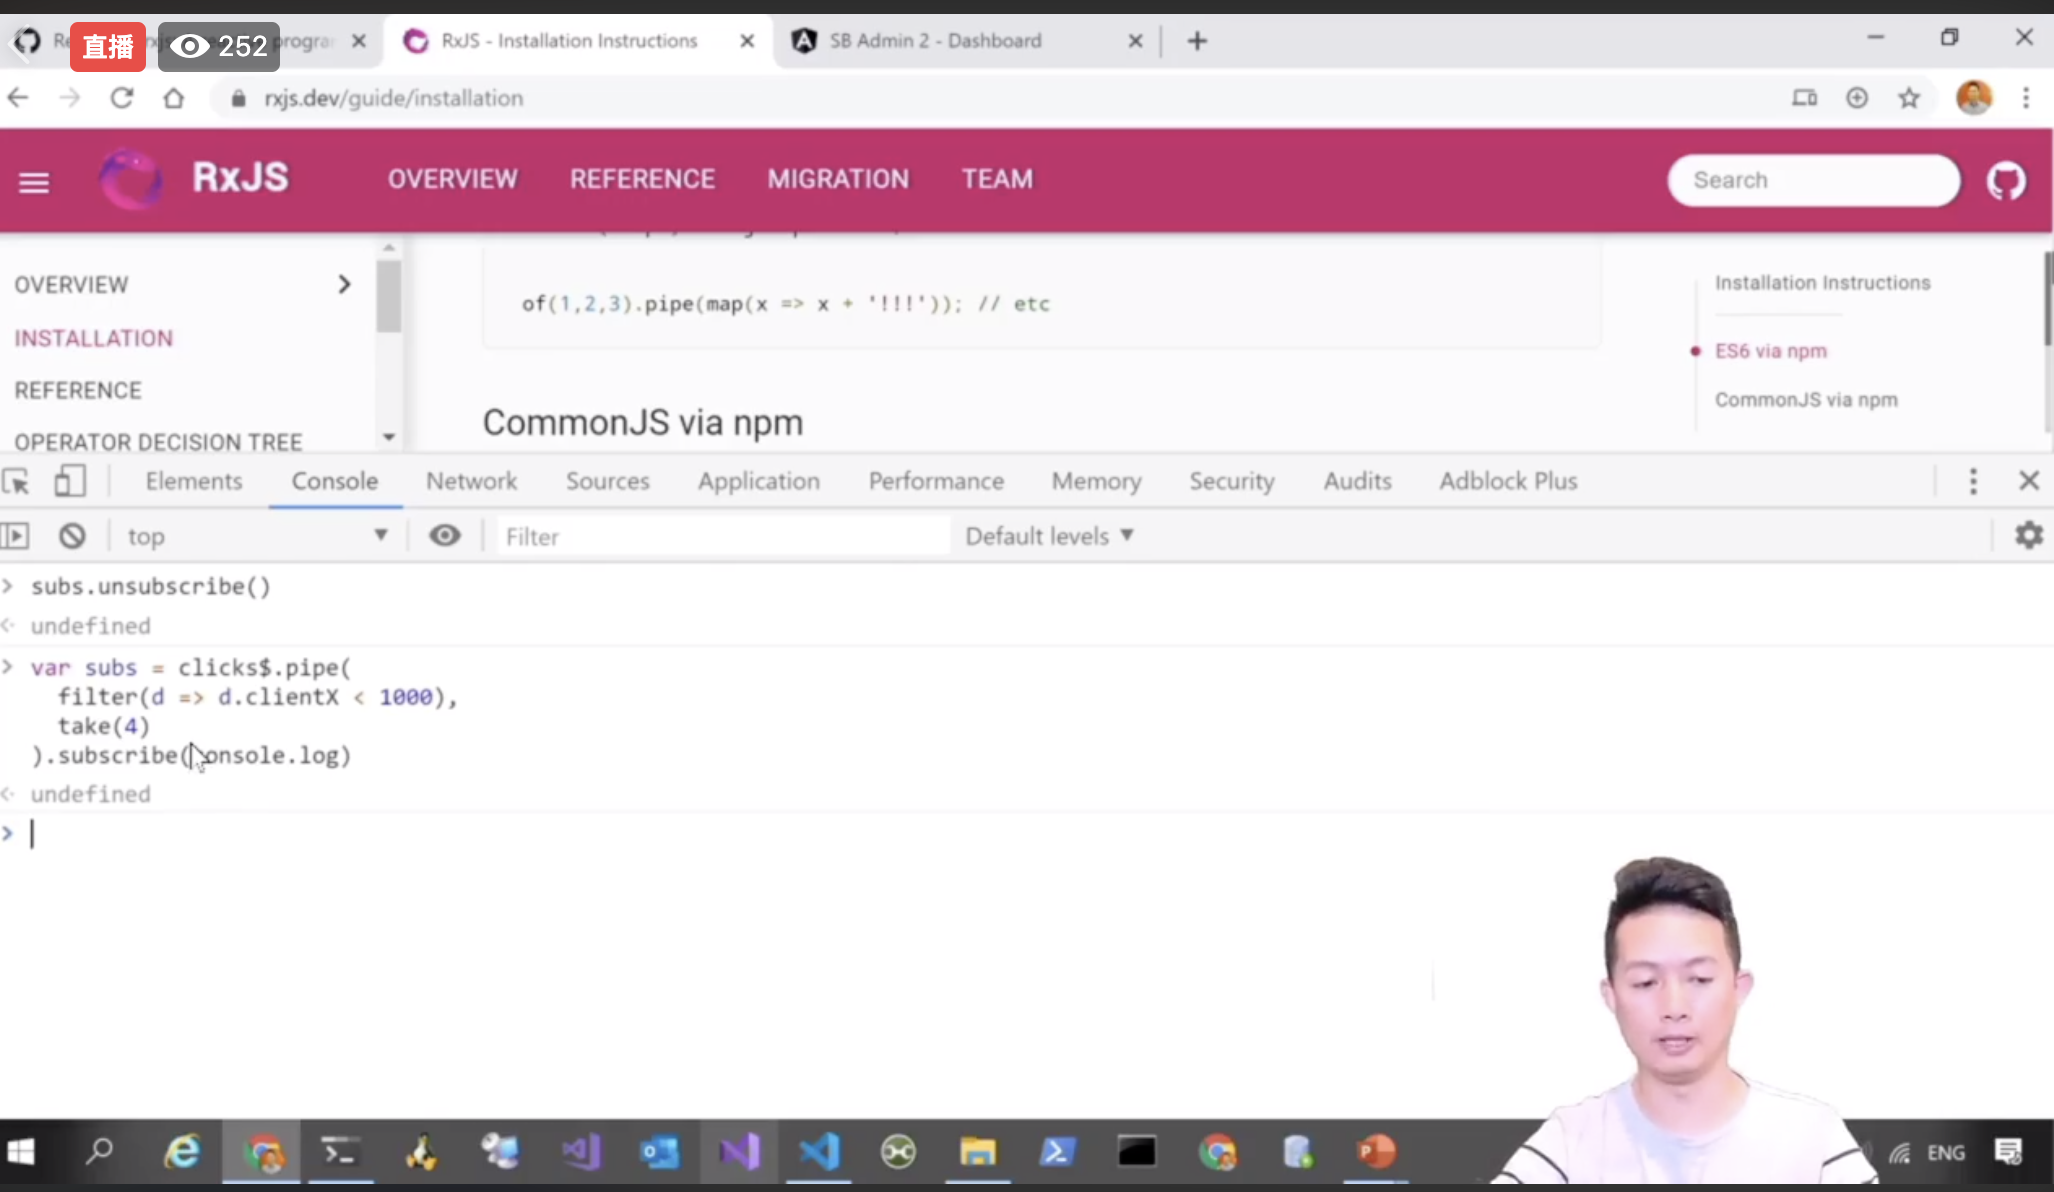 直播
252
progra
RxJS - Installation Instructions
SB Admin 2 - Dashboard
rxjs.dev/guide/installation
RxJS
OVERVIEW
REFERENCE
MIGRATION
TEAM
Search
OVERVIEW
INSTALLATION
REFERENCE
OPERATOR DECISION TREE
of(1,2,3).pipe(map(x => x + '!!!')); // etc
CommonJS via npm
Installation Instructions
ES6 via npm
CommonJS via npm
Elements
Console
Network
Sources
Application
Performance
Memory
Security
Audits
Adblock Plus
top
Filter
Default levels
> subs.unsubscribe()
undefined
> var subs = clicks$.pipe(
filter(d => d.clientX < 1000),
take(4)
).subscribe(console.log)
undefined
>
ENG